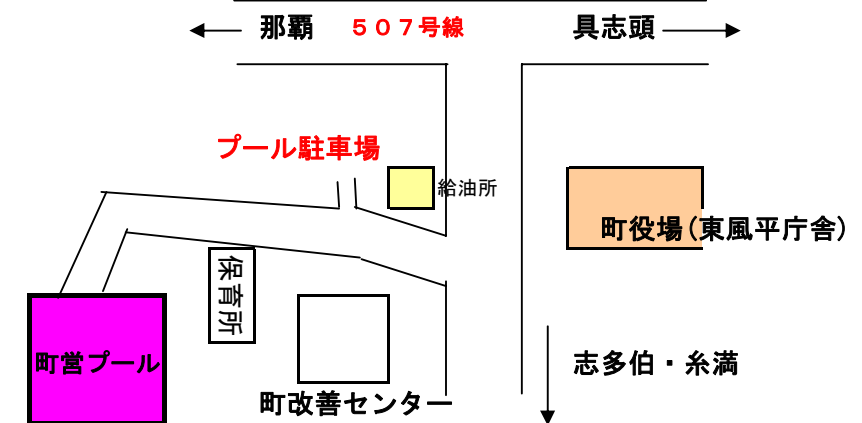 那覇
５０７号線
具志頭
プール駐車場
給油所
町役場(東風平庁舎)
保育所
町営プール
志多伯・糸満
町改善センター